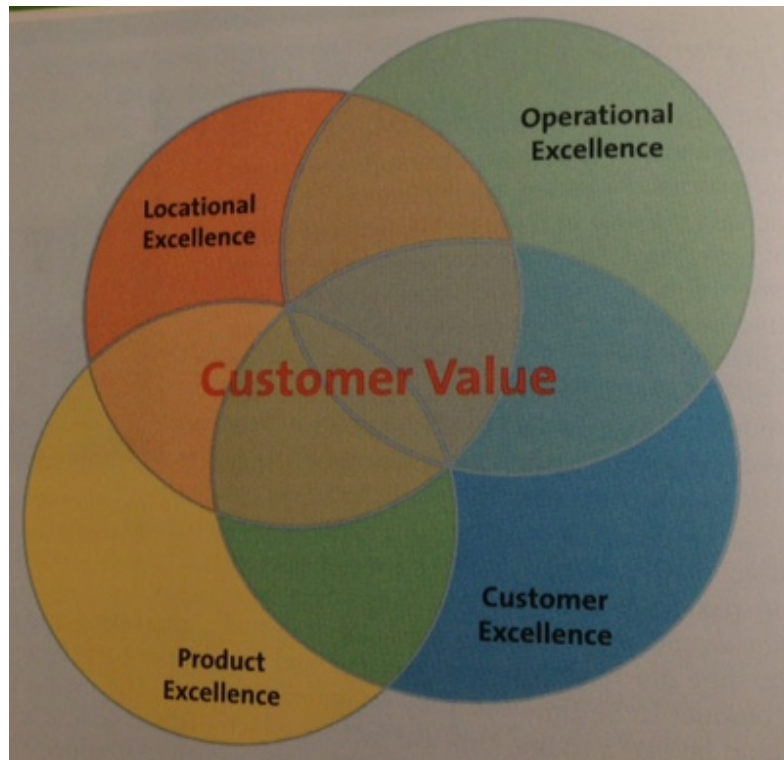 Operational
Excellence
Locational
Excellence
Customer Value
Customer
Excellence
Product
Excellence